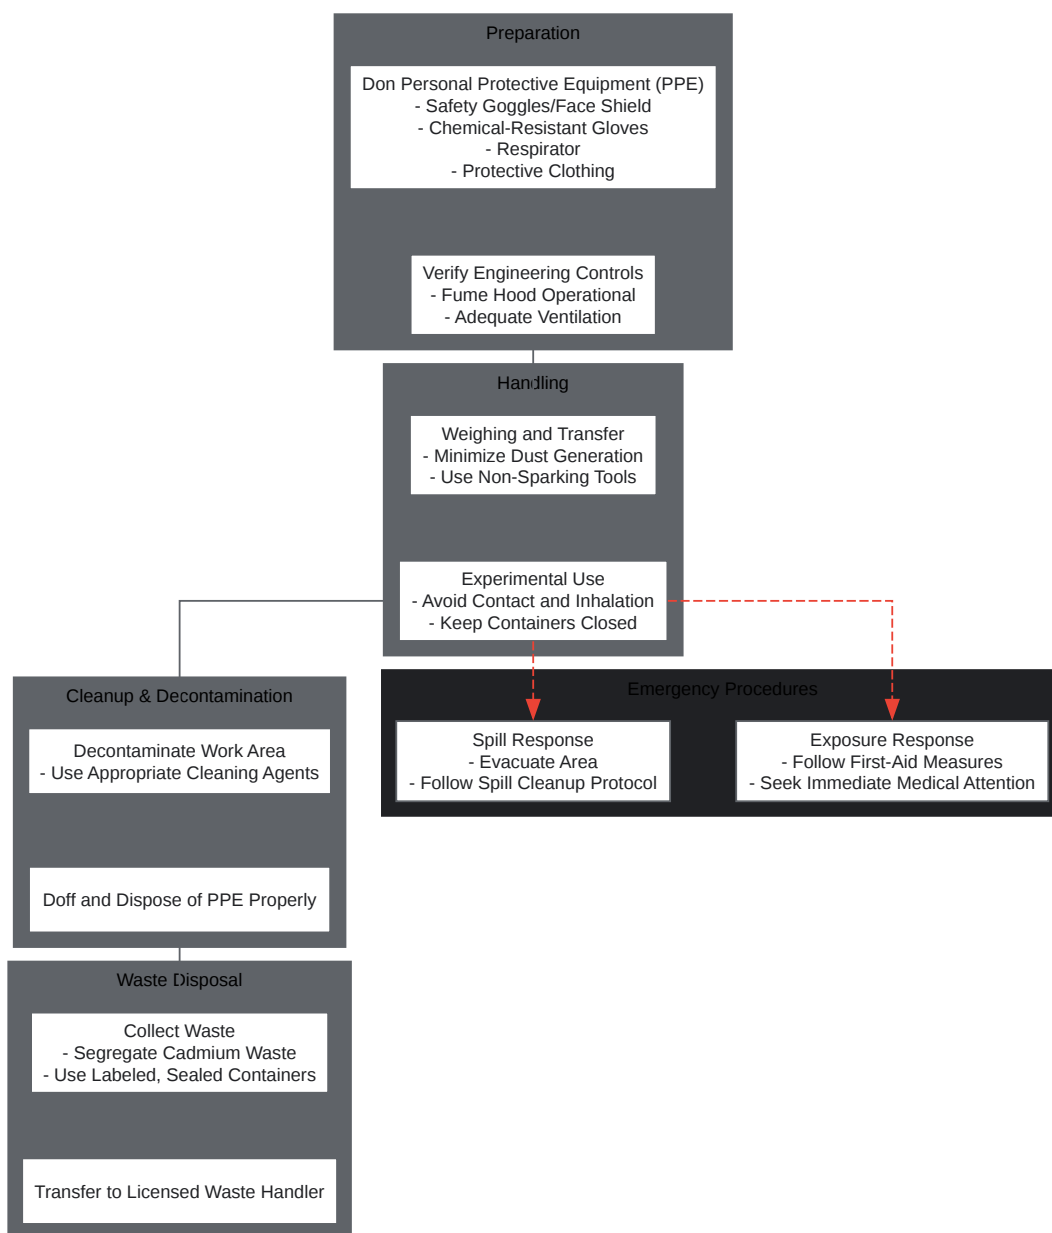 Preparation
Don Personal Protective Equipment (PPE)
- Safety Goggles/Face Shield
- Chemical-Resistant Gloves
- Respirator
- Protective Clothing
Verify Engineering Controls
- Fume Hood Operational
- Adequate Ventilation
Handling
Weighing and Transfer
- Minimize Dust Generation
- Use Non-Sparking Tools
Experimental Use
- Avoid Contact and Inhalation
- Keep Containers Closed
Cleanup & Decontamination
Decontaminate Work Area
- Use Appropriate Cleaning Agents
Doff and Dispose of PPE Properly
Emergency Procedures
Spill Response
- Evacuate Area
- Follow Spill Cleanup Protocol
Exposure Response
- Follow First-Aid Measures
- Seek Immediate Medical Attention
Waste Disposal
Collect Waste
- Segregate Cadmium Waste
- Use Labeled, Sealed Containers
Transfer to Licensed Waste Handler